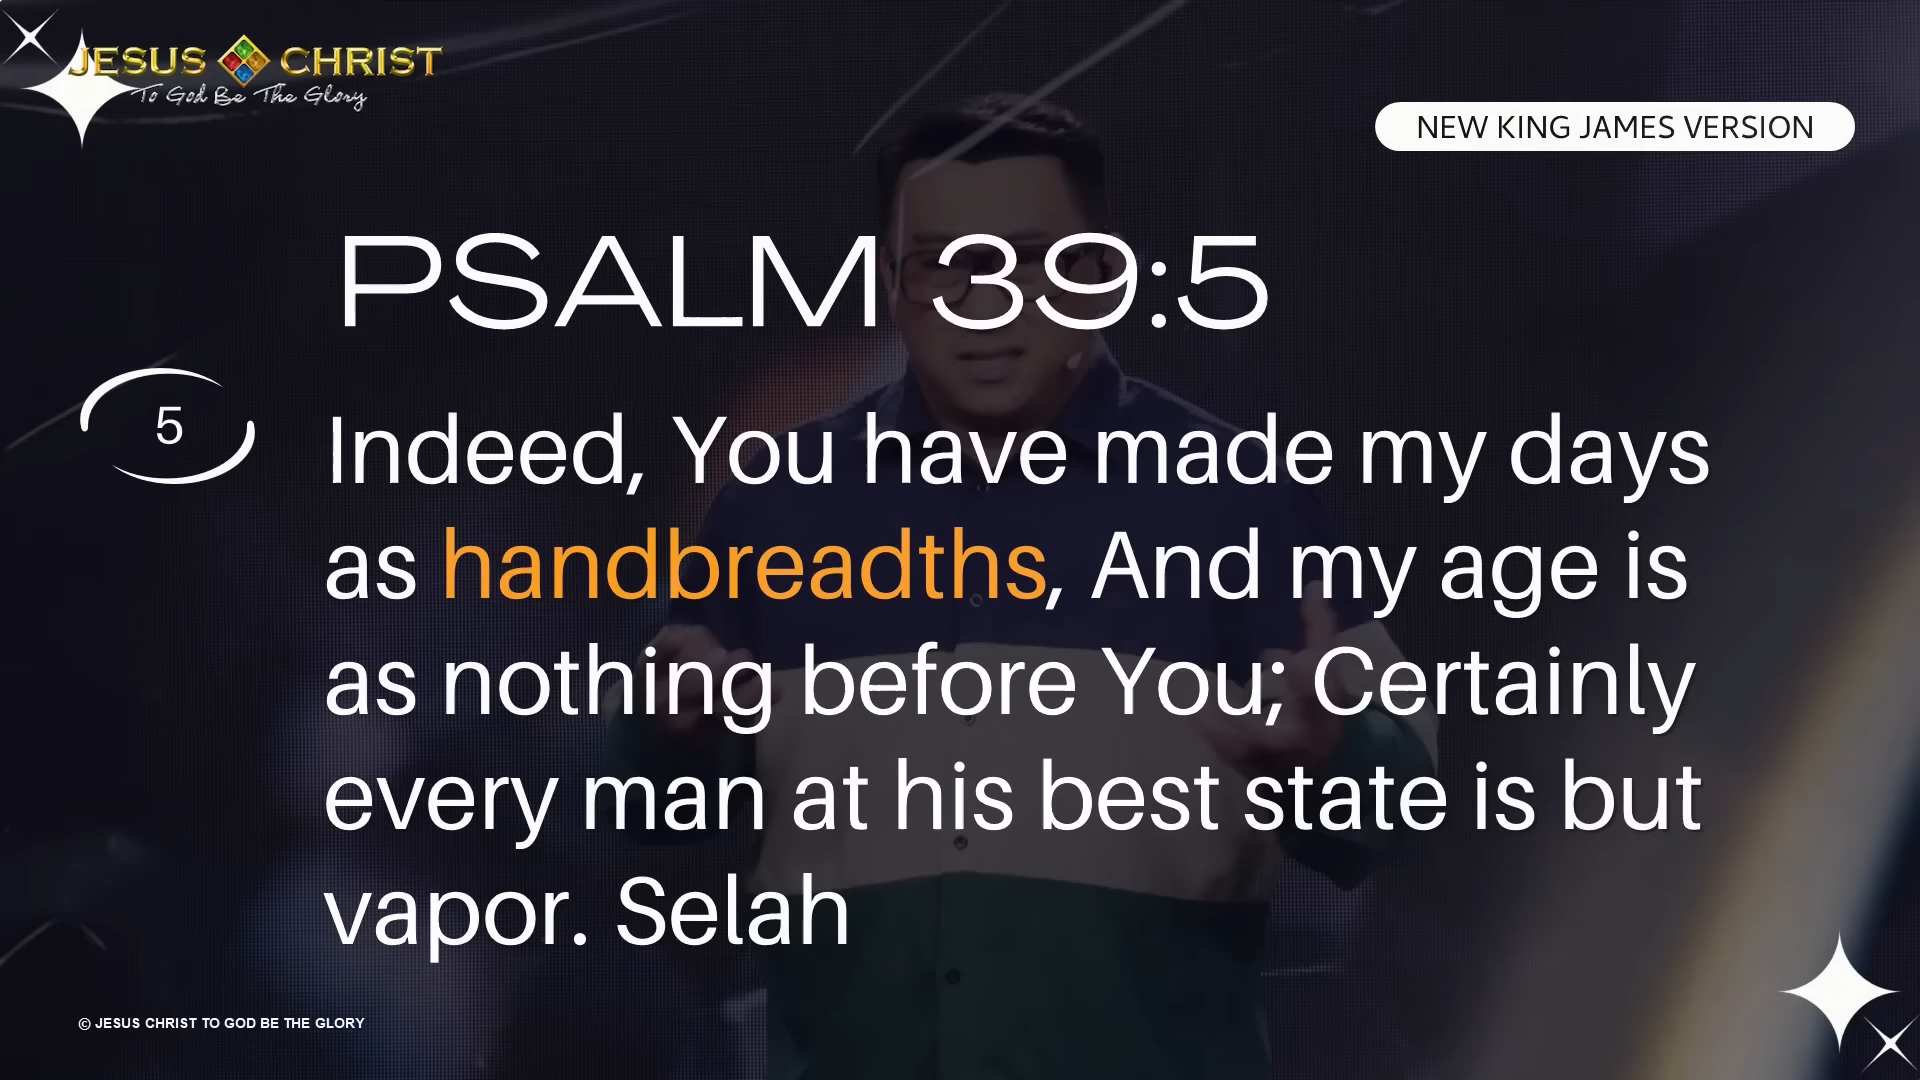 JESUS CHRIST
To God Be The Glory
NEW KING JAMES VERSION
PSALM 39:5
5
Indeed, You have made my days
as handbreadths, And my age is
as nothing before You; Certainly
every man at his best state is but
vapor. Selah
© JESUS CHRIST TO GOD BE THE GLORY